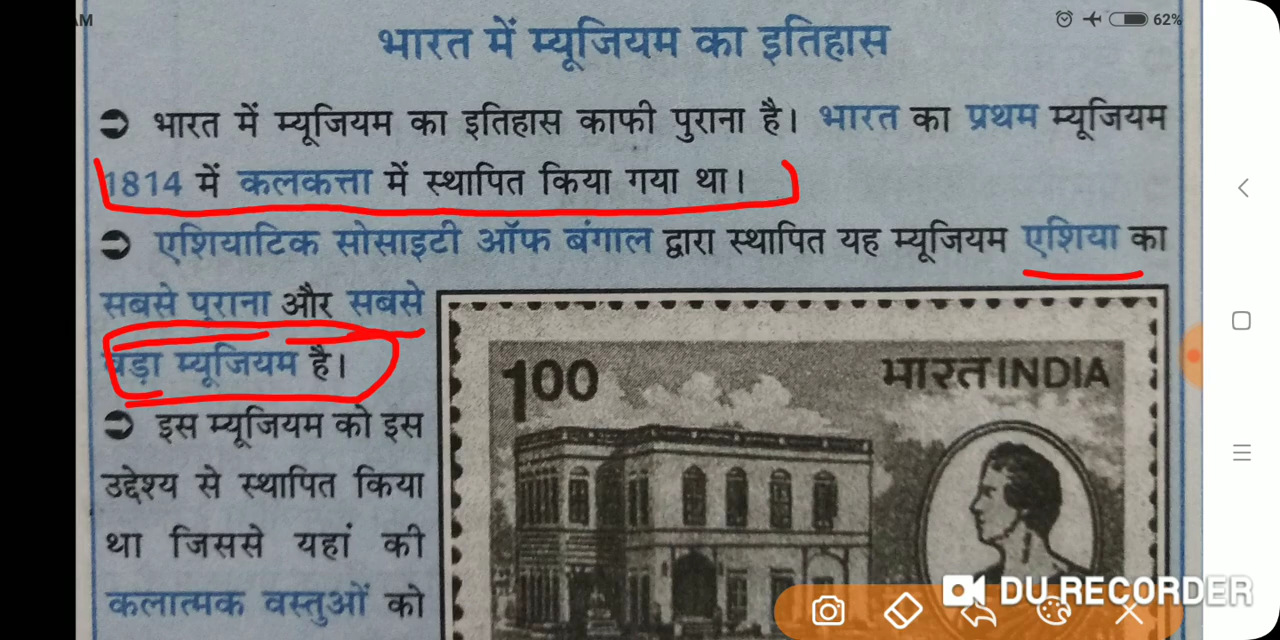 AM
62%
भारत में म्यूजियम का इतिहास
➲ भारत में म्यूजियम का इतिहास काफी पुराना है। भारत का प्रथम म्यूजियम
1814 में कलकत्ता में स्थापित किया गया था।
➲ एशियाटिक सोसाइटी ऑफ बंगाल द्वारा स्थापित यह म्यूजियम एशिया का
सबसे पुराना और सबसे
बड़ा म्यूजियम है।
➲ इस म्यूजियम को इस
उद्देश्य से स्थापित किया
था जिससे यहां की
कलात्मक वस्तुओं को
100
भारत INDIA
DU RECORDER